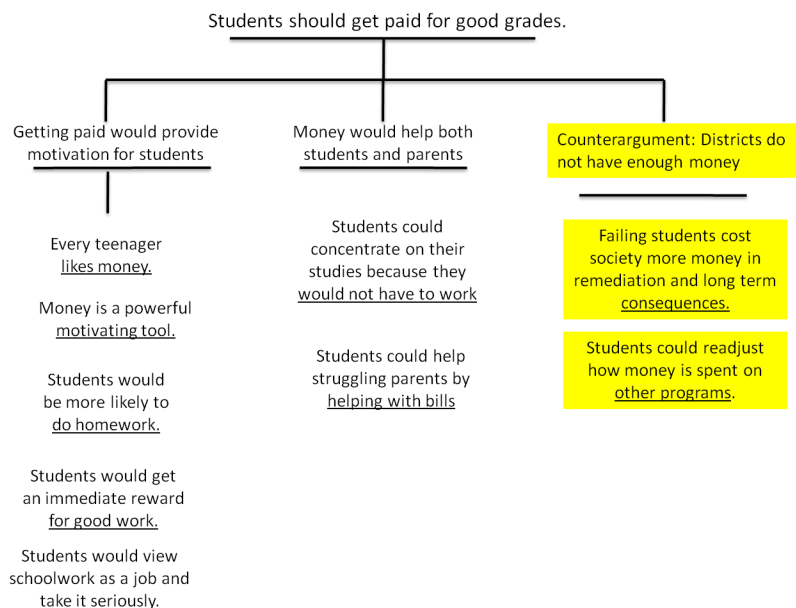 Students should get paid for good grades.
Getting paid would provide
motivation for students
Every teenager
likes money.
Money is a powerful
motivating tool.
Students would
be more likely to
do homework.
Students would get
an immediate reward
for good work.
Students would view
schoolwork as a job and
take it seriously.
Money would help both
students and parents
Students could
concentrate on their
studies because they
would not have to work
Students could help
struggling parents by
helping with bills
Counterargument: Districts do
not have enough money
Failing students cost
society more money in
remediation and long term
consequences.
Students could readjust
how money is spent on
other programs.